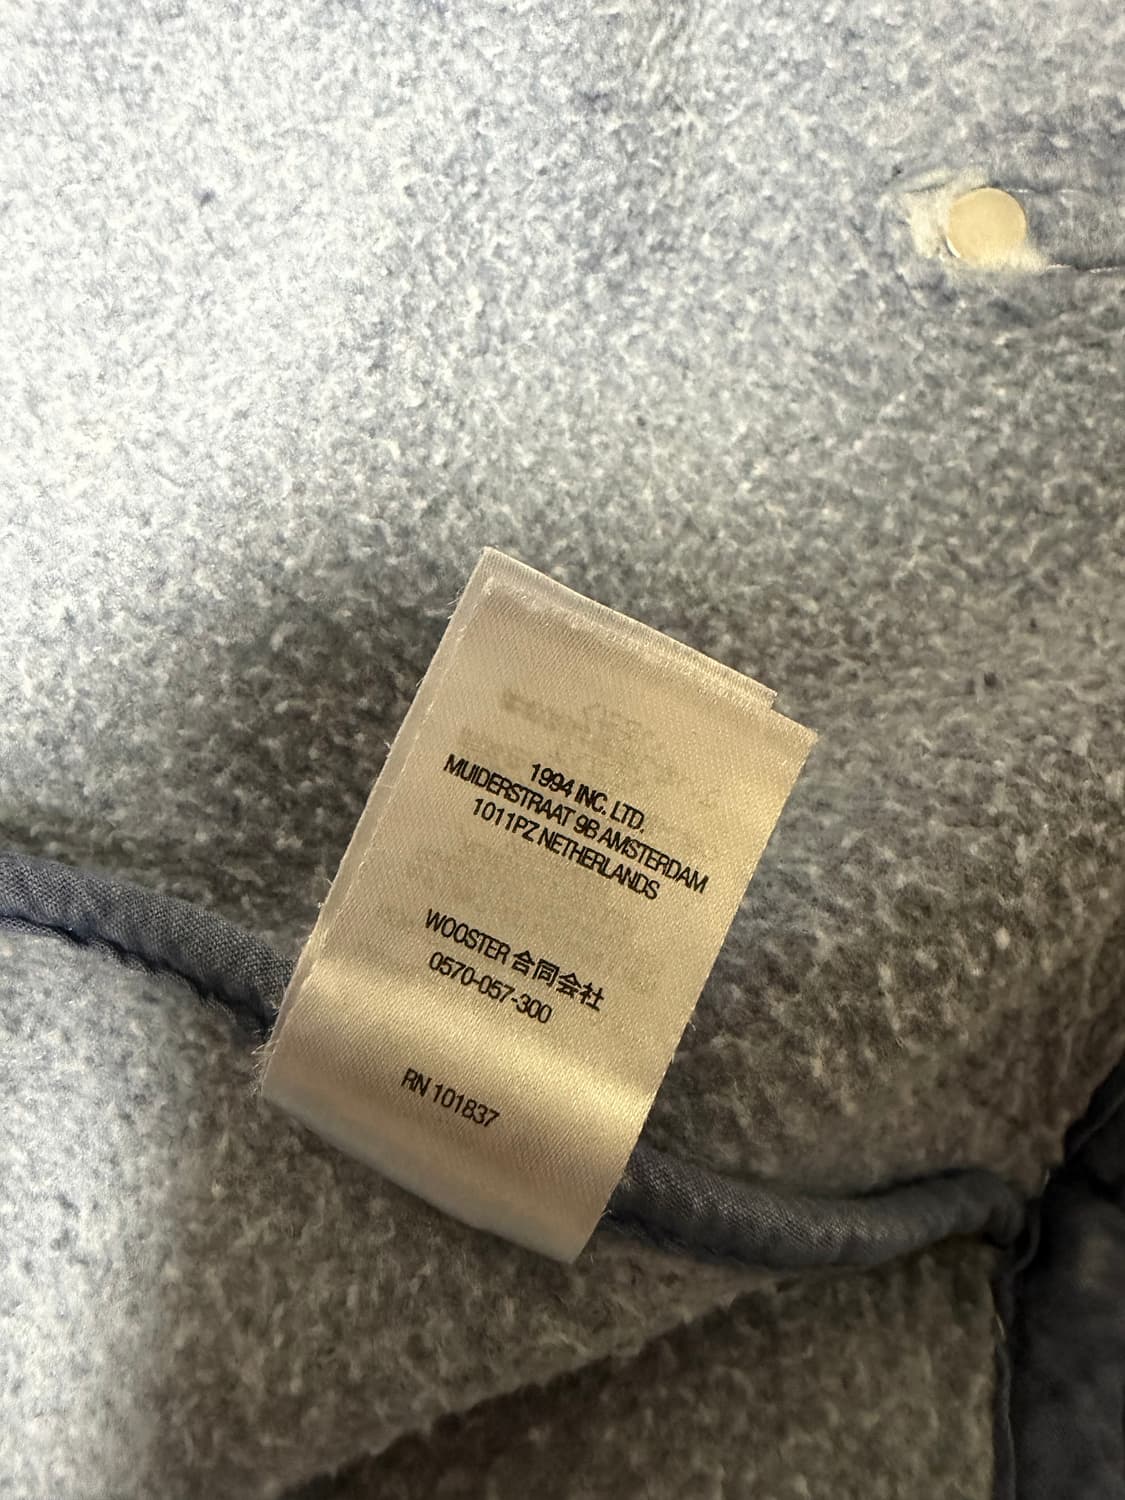 1994 INC. LTD.
MUIDERSTRAAT 9B AMSTERDAM
1011PZ NETHERLANDS
WOOSTER 合同会社
0570-057-300
RN 101837